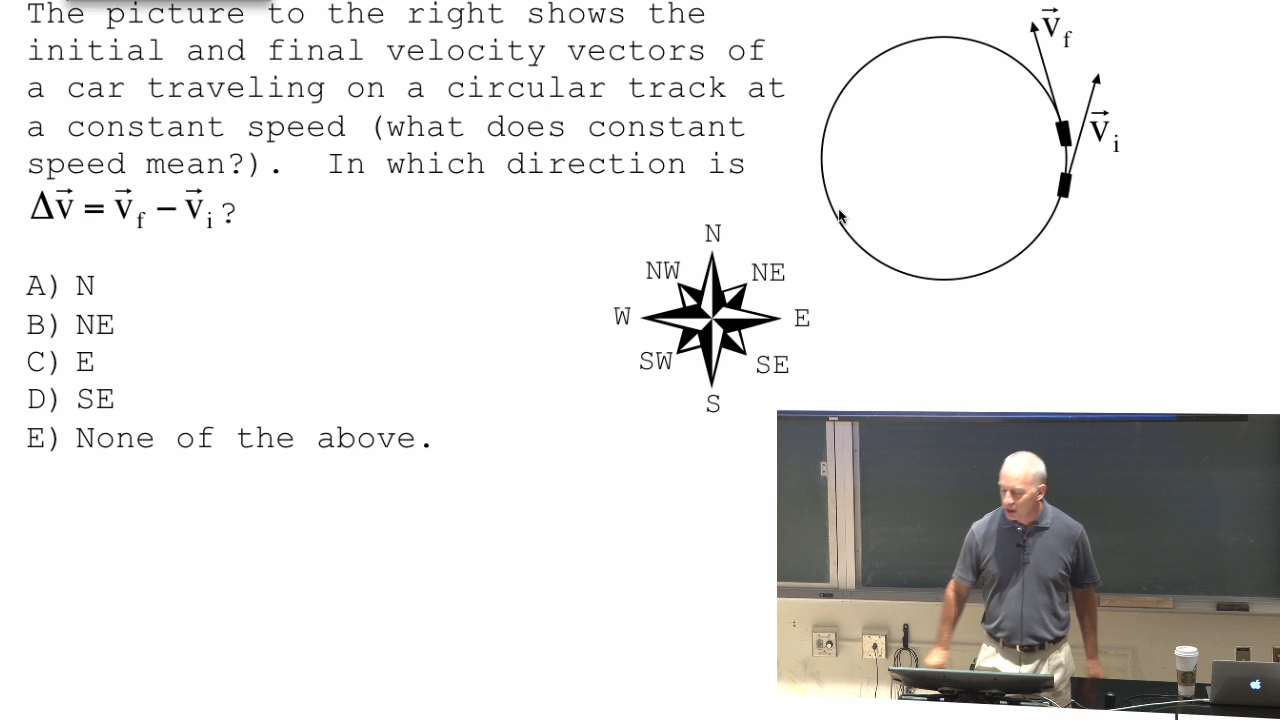 The picture to the right shows the
initial and final velocity vectors of
a car traveling on a circular track at
a constant speed (what does constant
speed mean?). In which direction is
Δv⃗ = v⃗f − v⃗i ?
A) N
B) NE
C) E
D) SE
E) None of the above.
v⃗f
v⃗i
N
NW NE
W E
SW SE
S